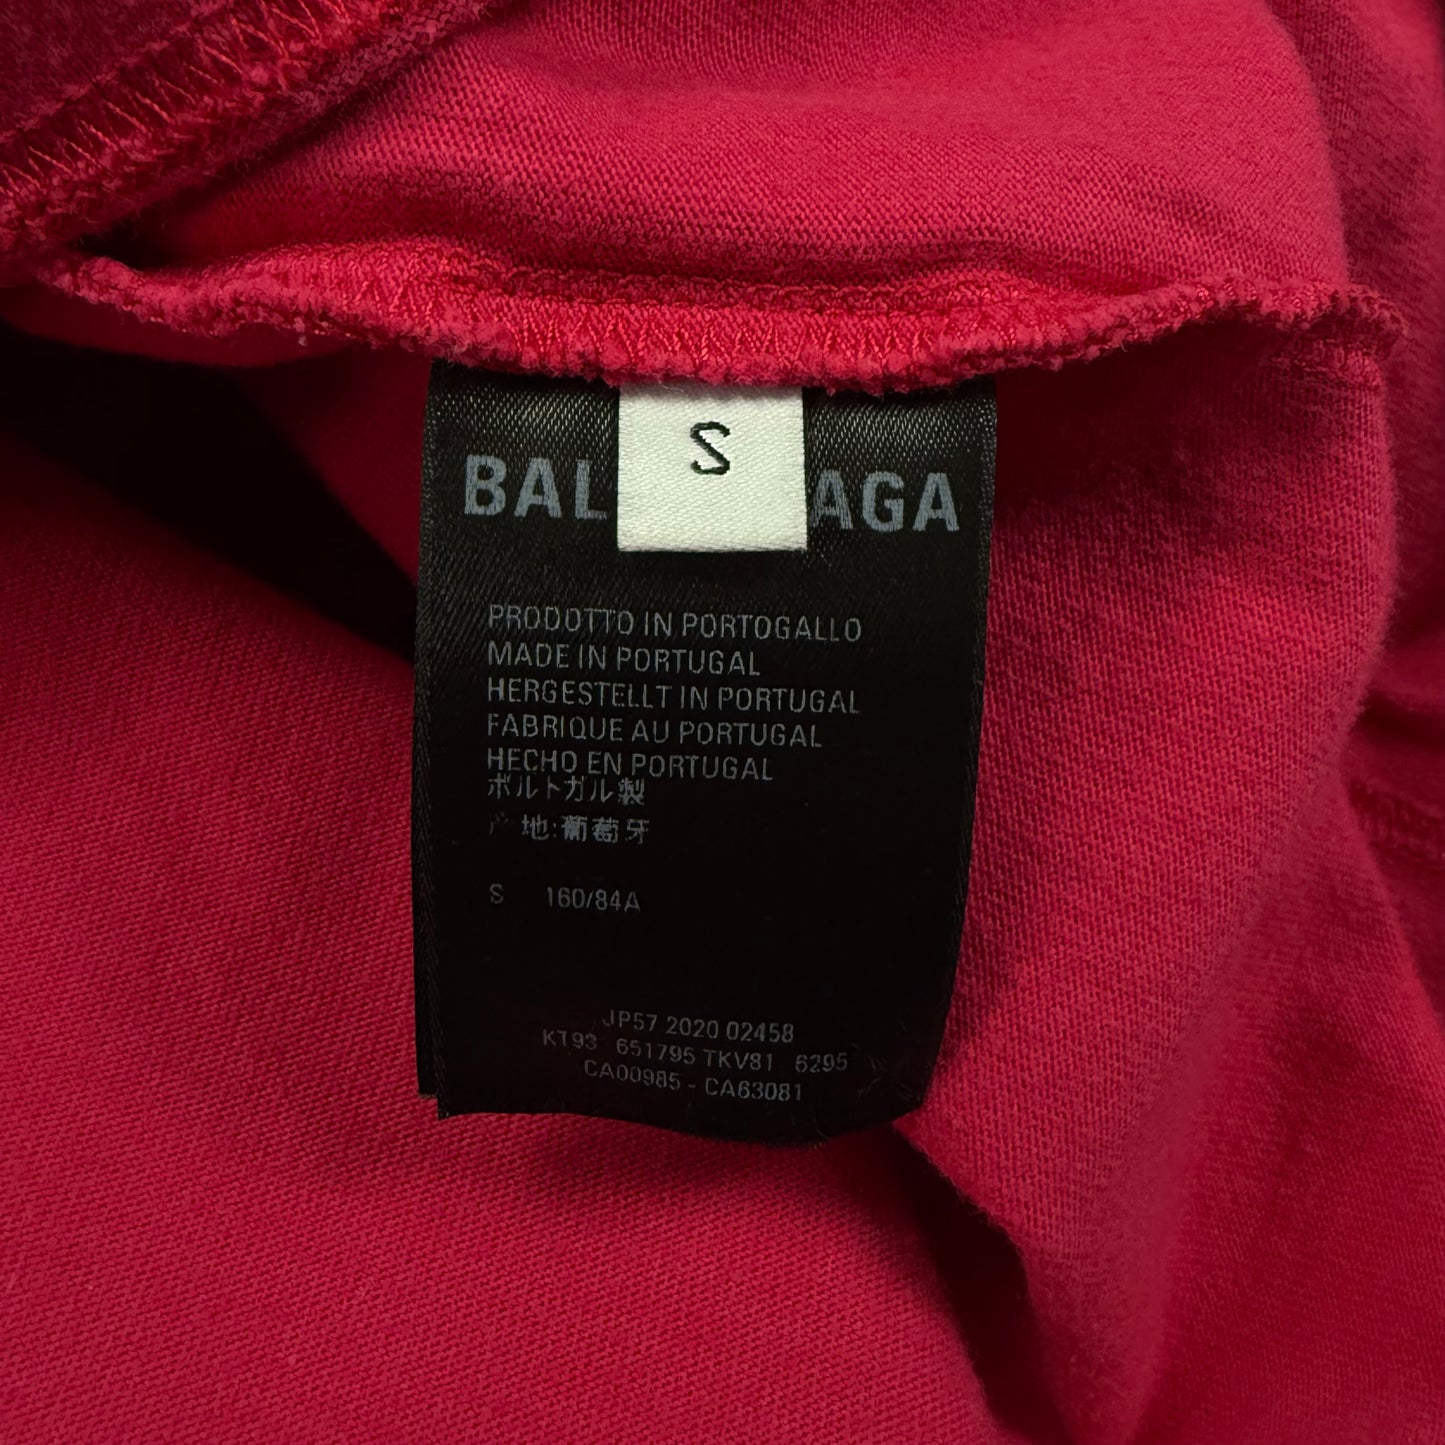 S
BAL AGA
PRODOTTO IN PORTOGALLO
MADE IN PORTUGAL
HERGESTELLT IN PORTUGAL
FABRIQUE AU PORTUGAL
HECHO EN PORTUGAL
ポルトガル製
产地:葡萄牙
S 160/84A
JP57 2020 02458
KT93 651795 TKV81 6295
CA00985 - CA63081